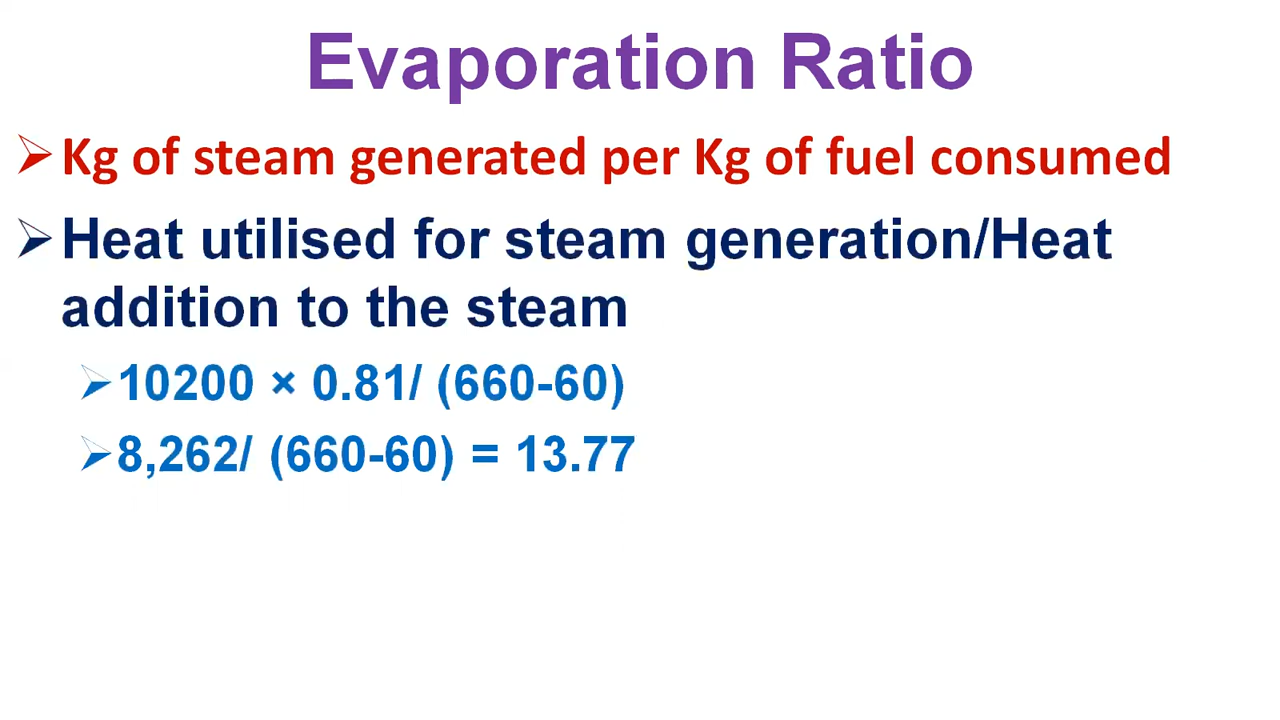 Evaporation Ratio
Kg of steam generated per Kg of fuel consumed
Heat utilised for steam generation/Heat
addition to the steam
10200 × 0.81/ (660-60)
8,262/ (660-60) = 13.77